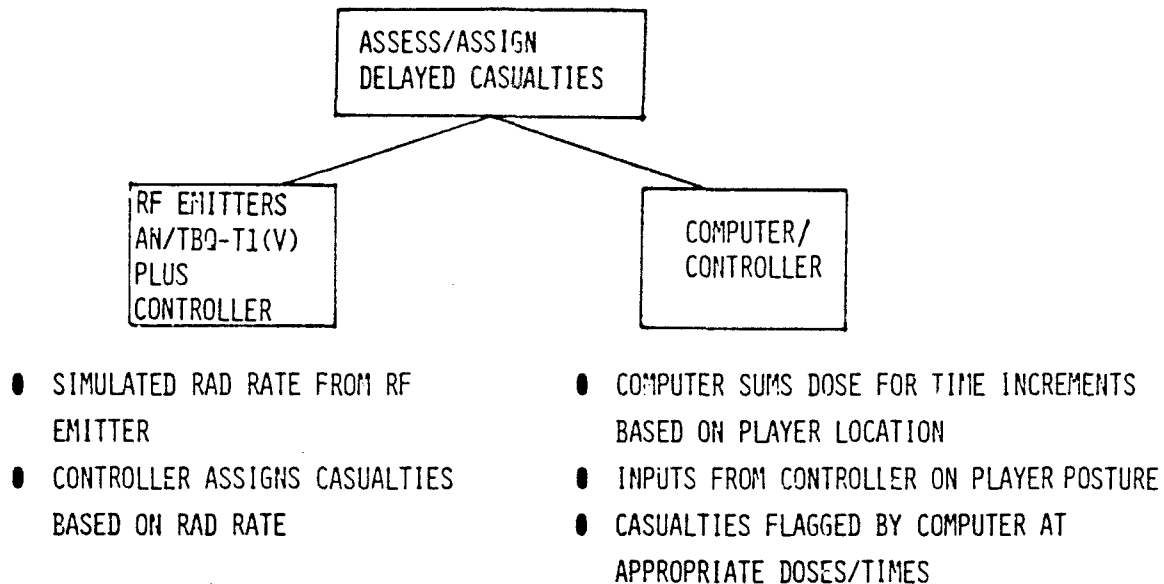 ASSESS/ASSIGN
DELAYED CASUALTIES
RF EMITTERS
AN/TBQ-T1(V)
PLUS
CONTROLLER
COMPUTER/
CONTROLLER
● SIMULATED RAD RATE FROM RF
EMITTER
● CONTROLLER ASSIGNS CASUALTIES
BASED ON RAD RATE
● COMPUTER SUMS DOSE FOR TIME INCREMENTS
BASED ON PLAYER LOCATION
● INPUTS FROM CONTROLLER ON PLAYER POSTURE
● CASUALTIES FLAGGED BY COMPUTER AT
APPROPRIATE DOSES/TIMES